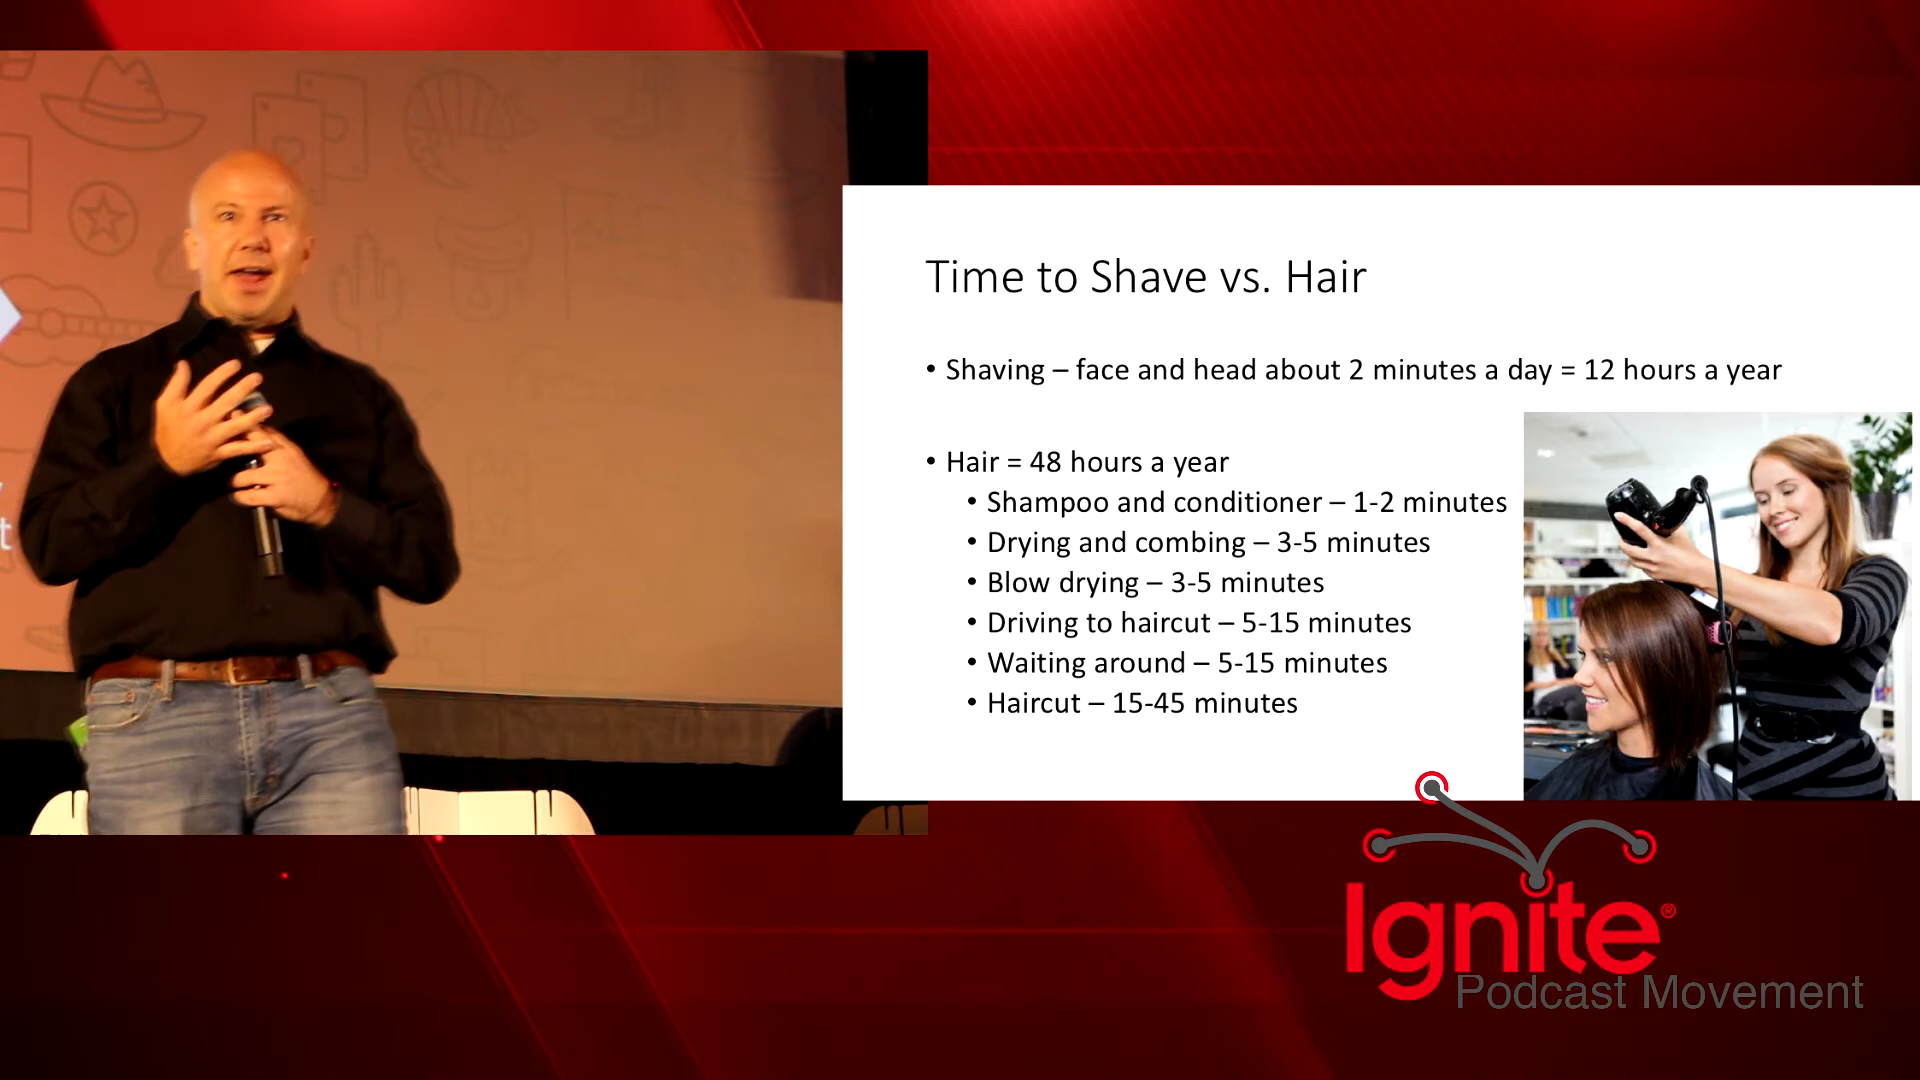 Time to Shave vs. Hair
• Shaving – face and head about 2 minutes a day = 12 hours a year
• Hair = 48 hours a year
• Shampoo and conditioner – 1-2 minutes
• Drying and combing – 3-5 minutes
• Blow drying – 3-5 minutes
• Driving to haircut – 5-15 minutes
• Waiting around – 5-15 minutes
• Haircut – 15-45 minutes
Ignite®
Podcast Movement